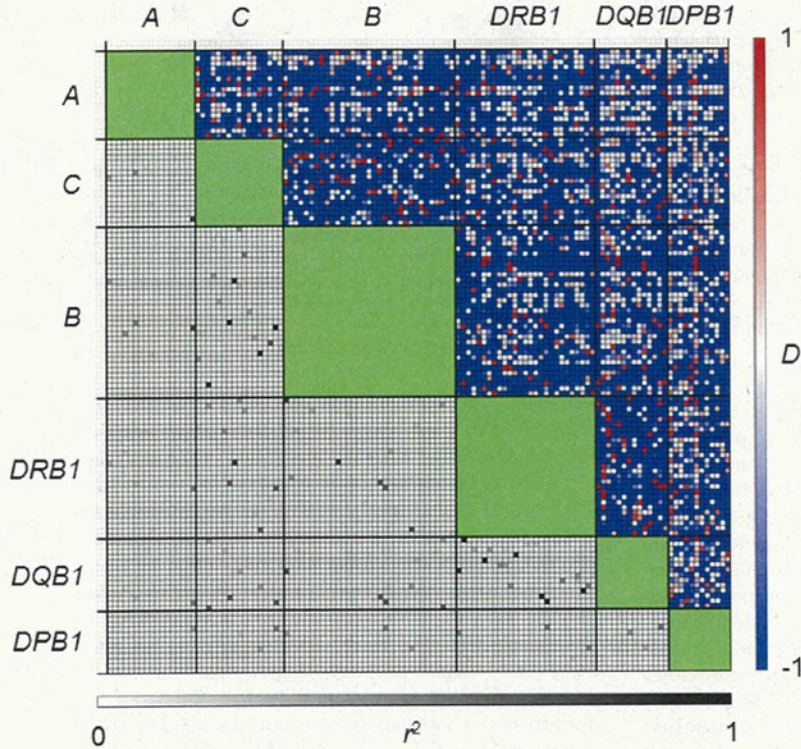 A C B DRB1 DQB1 DPB1
1
A
C
B
D
DRB1
DQB1
DPB1
-1
0 r² 1